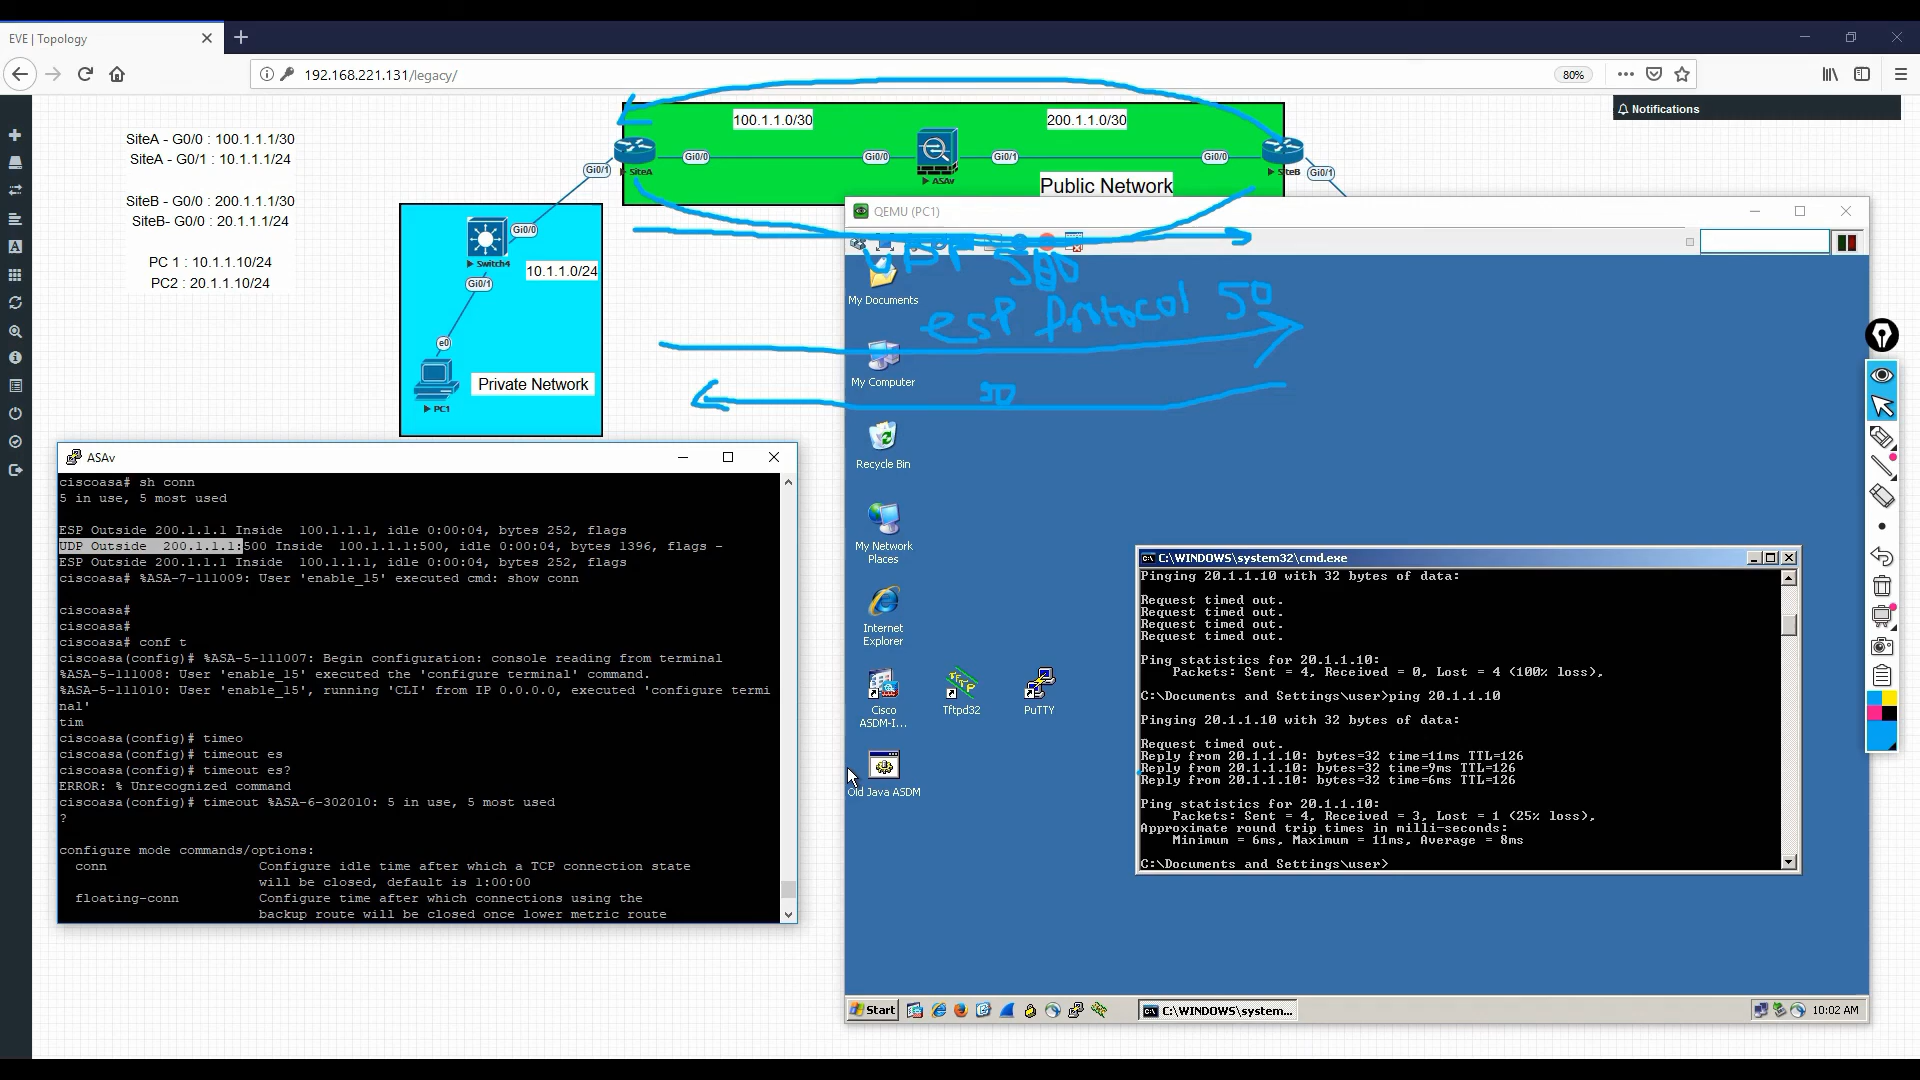 EVE | Topology
192.168.221.131/legacy/
80%
Notifications
SiteA - G0/0 : 100.1.1.1/30
SiteA - G0/1 : 10.1.1.1/24
SiteB - G0/0 : 200.1.1.1/30
SiteB- G0/0 : 20.1.1.1/24
PC 1 : 10.1.1.10/24
PC2 : 20.1.1.10/24
100.1.1.0/30
200.1.1.0/30
Gi0/1
SiteA
Gi0/0
Gi0/0
ASAv
Gi0/1
Gi0/0
SiteB
Gi0/1
Public Network
Switch4
Gi0/0
10.1.1.0/24
Gi0/1
e0
PC1
Private Network
UDP 500
esp protocol 50
50
QEMU (PC1)
My Documents
My Computer
Recycle Bin
My Network
Places
Internet
Explorer
Cisco
ASDM-I...
Tftpd32
PuTTY
Old Java ASDM
ASAv
ciscoasa# sh conn
5 in use, 5 most used
ESP Outside 200.1.1.1 Inside  100.1.1.1, idle 0:00:04, bytes 252, flags
UDP Outside  200.1.1.1:500 Inside  100.1.1.1:500, idle 0:00:04, bytes 1396, flags -
ESP Outside 200.1.1.1 Inside  100.1.1.1, idle 0:00:04, bytes 252, flags
ciscoasa# %ASA-7-111009: User 'enable_15' executed cmd: show conn
ciscoasa#
ciscoasa#
ciscoasa# conf t
ciscoasa(config)# %ASA-5-111007: Begin configuration: console reading from terminal
%ASA-5-111008: User 'enable_15' executed the 'configure terminal' command.
%ASA-5-111010: User 'enable_15', running 'CLI' from IP 0.0.0.0, executed 'configure termi
nal'
tim
ciscoasa(config)# timeo
ciscoasa(config)# timeout es
ciscoasa(config)# timeout es?
ERROR: % Unrecognized command
ciscoasa(config)# timeout %ASA-6-302010: 5 in use, 5 most used
?
configure mode commands/options:
conn Configure idle time after which a TCP connection state
will be closed, default is 1:00:00
floating-conn Configure time after which connections using the
backup route will be closed once lower metric route
C:\WINDOWS\system32\cmd.exe
Pinging 20.1.1.10 with 32 bytes of data:
Request timed out.
Request timed out.
Request timed out.
Request timed out.
Ping statistics for 20.1.1.10:
Packets: Sent = 4, Received = 0, Lost = 4 (100% loss),
C:\Documents and Settings\user>ping 20.1.1.10
Pinging 20.1.1.10 with 32 bytes of data:
Request timed out.
Reply from 20.1.1.10: bytes=32 time=11ms TTL=126
Reply from 20.1.1.10: bytes=32 time=9ms TTL=126
Reply from 20.1.1.10: bytes=32 time=6ms TTL=126
Ping statistics for 20.1.1.10:
Packets: Sent = 4, Received = 3, Lost = 1 (25% loss),
Approximate round trip times in milli-seconds:
Minimum = 6ms, Maximum = 11ms, Average = 8ms
C:\Documents and Settings\user>
Start
C:\WINDOWS\system...
10:02 AM